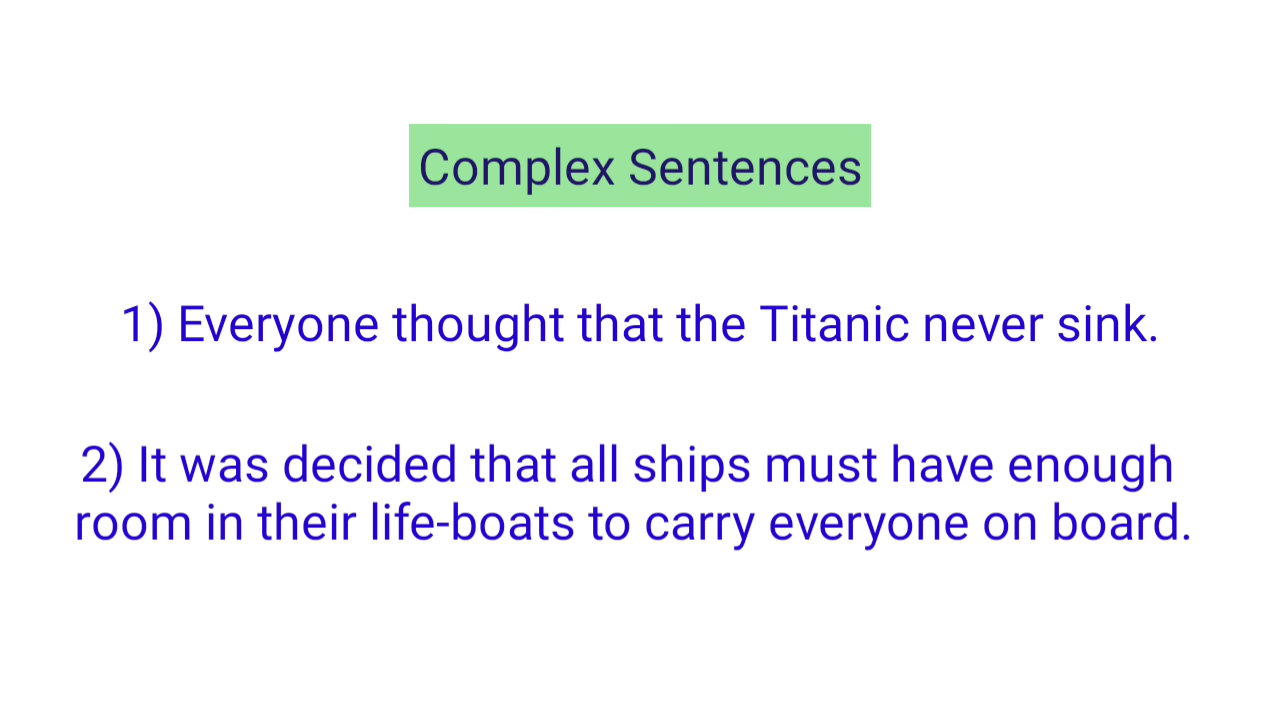 Complex Sentences
1) Everyone thought that the Titanic never sink.
2) It was decided that all ships must have enough
room in their life-boats to carry everyone on board.